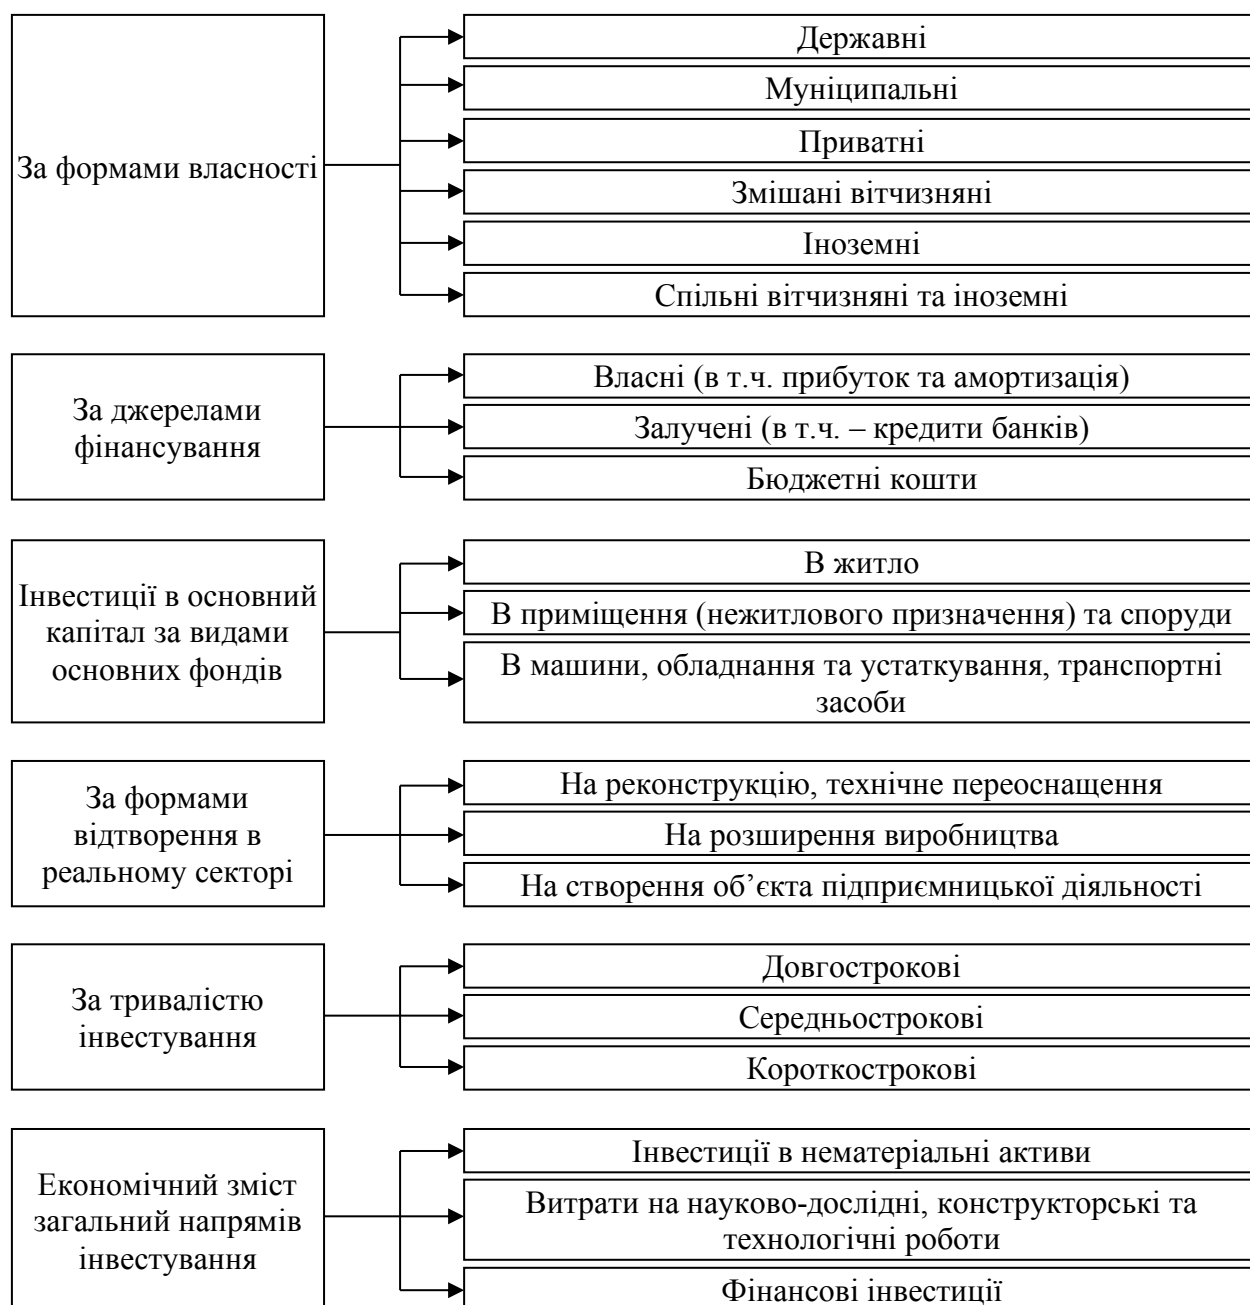 За формами власності
Державні
Муніципальні
Приватні
Змішані вітчизняні
Іноземні
Спільні вітчизняні та іноземні
За джерелами
фінансування
Власні (в т.ч. прибуток та амортизація)
Залучені (в т.ч. – кредити банків)
Бюджетні кошти
Інвестиції в основний
капітал за видами
основних фондів
В житло
В приміщення (нежитлового призначення) та споруди
В машини, обладнання та устаткування, транспортні
засоби
За формами
відтворення в
реальному секторі
На реконструкцію, технічне переоснащення
На розширення виробництва
На створення об’єкта підприємницької діяльності
За тривалістю
інвестування
Довгострокові
Середньострокові
Короткострокові
Економічний зміст
загальний напрямів
інвестування
Інвестиції в нематеріальні активи
Витрати на науково-дослідні, конструкторські та
технологічні роботи
Фінансові інвестиції